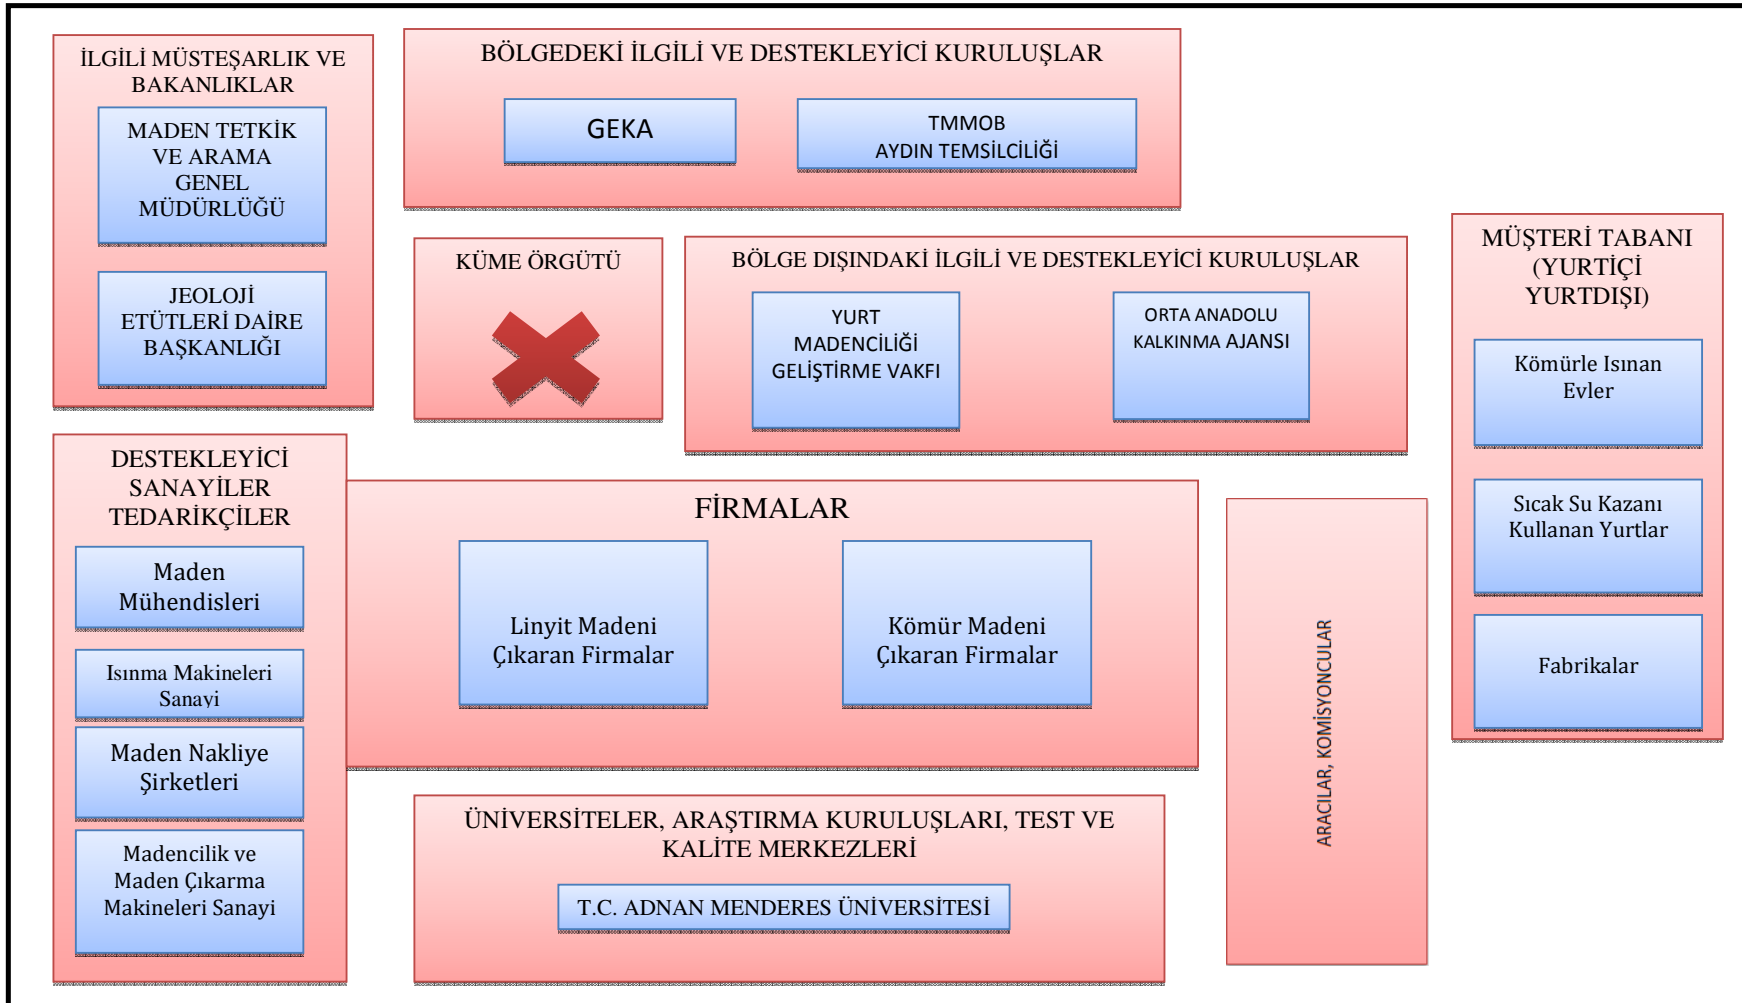 İLGİLİ MÜSTEŞARLIK VE
BAKANLIKLAR
MADEN TETKİK
VE ARAMA
GENEL
MÜDÜRLÜĞÜ
JEOLOJİ
ETÜTLERİ DAİRE
BAŞKANLIĞI
BÖLGEDEKİ İLGİLİ VE DESTEKLEYİCİ KURULUŞLAR
GEKA
TMMOB
AYDIN TEMSİLCİLİĞİ
KÜME ÖRGÜTÜ
BÖLGE DIŞINDAKİ İLGİLİ VE DESTEKLEYİCİ KURULUŞLAR
YURT
MADENCİLİĞİ
GELİŞTİRME VAKFI
ORTA ANADOLU
KALKINMA AJANSI
MÜŞTERİ TABANI
(YURTİÇİ
YURTDIŞI)
Kömürle Isınan
Evler
Sıcak Su Kazanı
Kullanan Yurtlar
Fabrikalar
DESTEKLEYİCİ
SANAYİLER
TEDARİKÇİLER
Maden
Mühendisleri
Isınma Makineleri
Sanayi
Maden Nakliye
Şirketleri
Madencilik ve
Maden Çıkarma
Makineleri Sanayi
FİRMALAR
Linyit Madeni
Çıkaran Firmalar
Kömür Madeni
Çıkaran Firmalar
ARACILAR, KOMİSYONCULAR
ÜNİVERSİTELER, ARAŞTIRMA KURULUŞLARI, TEST VE
KALİTE MERKEZLERİ
T.C. ADNAN MENDERES ÜNİVERSİTESİ